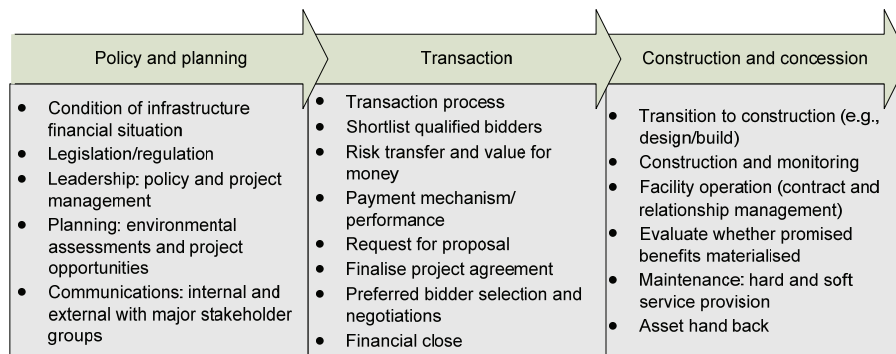 Policy and planning
Transaction
Construction and concession
Condition of infrastructure
financial situation
Legislation/regulation
Leadership: policy and project
management
Planning: environmental
assessments and project
opportunities
Communications: internal and
external with major stakeholder
groups
Transaction process
Shortlist qualified bidders
Risk transfer and value for
money
Payment mechanism/
performance
Request for proposal
Finalise project agreement
Preferred bidder selection and
negotiations
Financial close
Transition to construction (e.g.,
design/build)
Construction and monitoring
Facility operation (contract and
relationship management)
Evaluate whether promised
benefits materialised
Maintenance: hard and soft
service provision
Asset hand back